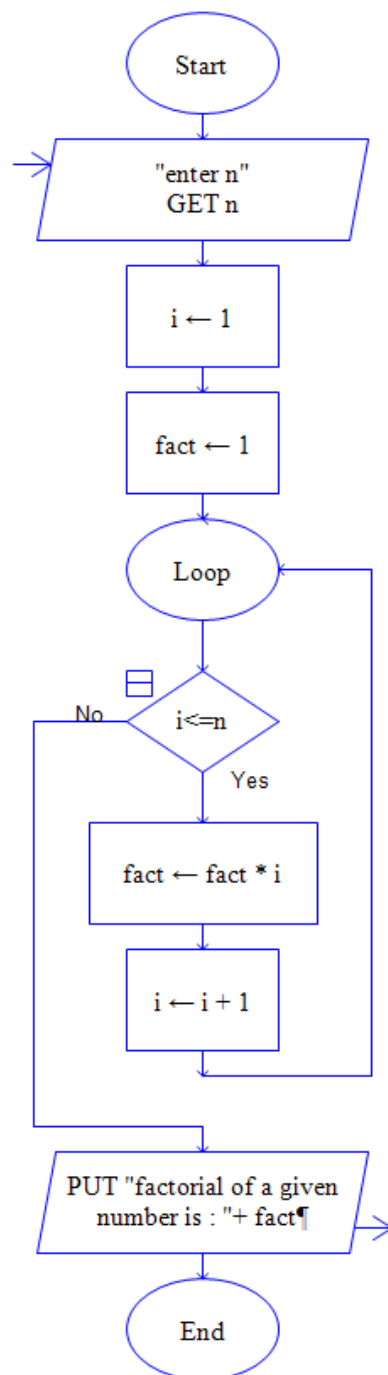 Start
"enter n"
GET n
i ← 1
fact ← 1
Loop
i<=n
No
Yes
fact ← fact * i
i ← i + 1
PUT "factorial of a given
number is : "+ fact¶
End